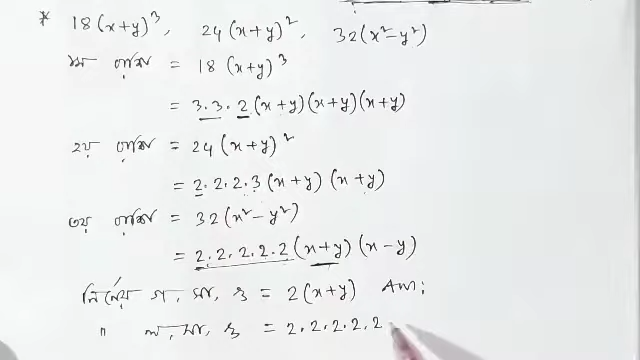 * 18(x+y)³, 24(x+y)², 32(x²-y²)
১ম রাশি = 18(x+y)³
= 3.3.2(x+y)(x+y)(x+y)
২য় রাশি = 24(x+y)²
= 2.2.2.3(x+y)(x+y)
৩য় রাশি = 32(x²-y²)
= 2.2.2.2.2(x+y)(x-y)
নির্ণেয় গ, সা, গু = 2(x+y) Ans;
" ল, সা, গু = 2.2.2.2.2